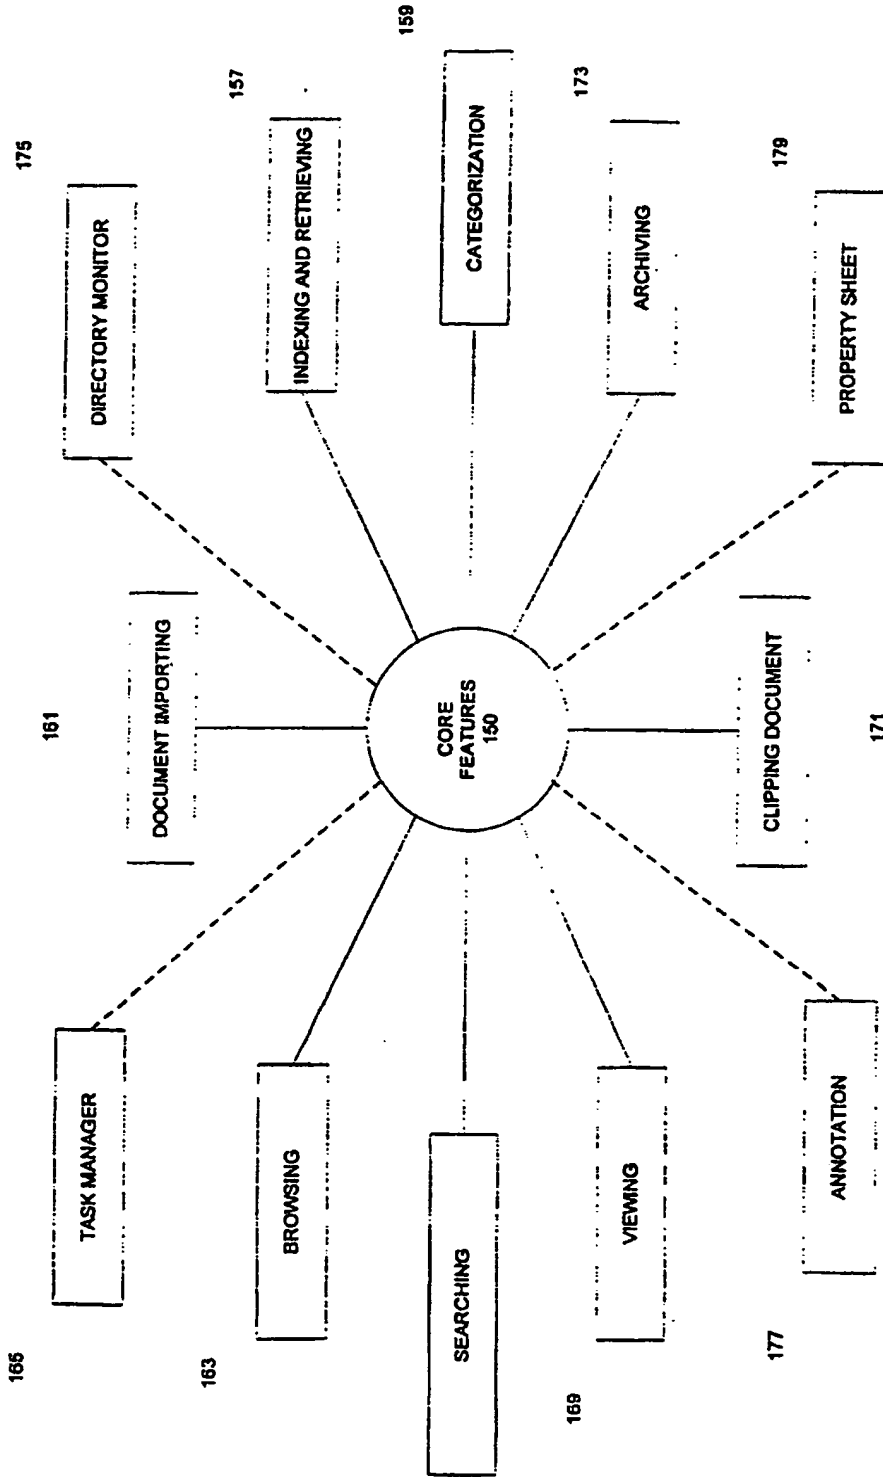 165
175
161
TASK MANAGER
DIRECTORY MONITOR
DOCUMENT IMPORTING
163
157
BROWSING
INDEXING AND RETRIEVING
159
SEARCHING
CORE
FEATURES
150
CATEGORIZATION
169
173
VIEWING
ARCHIVING
177
CLIPPING DOCUMENT
179
ANNOTATION
PROPERTY SHEET
171